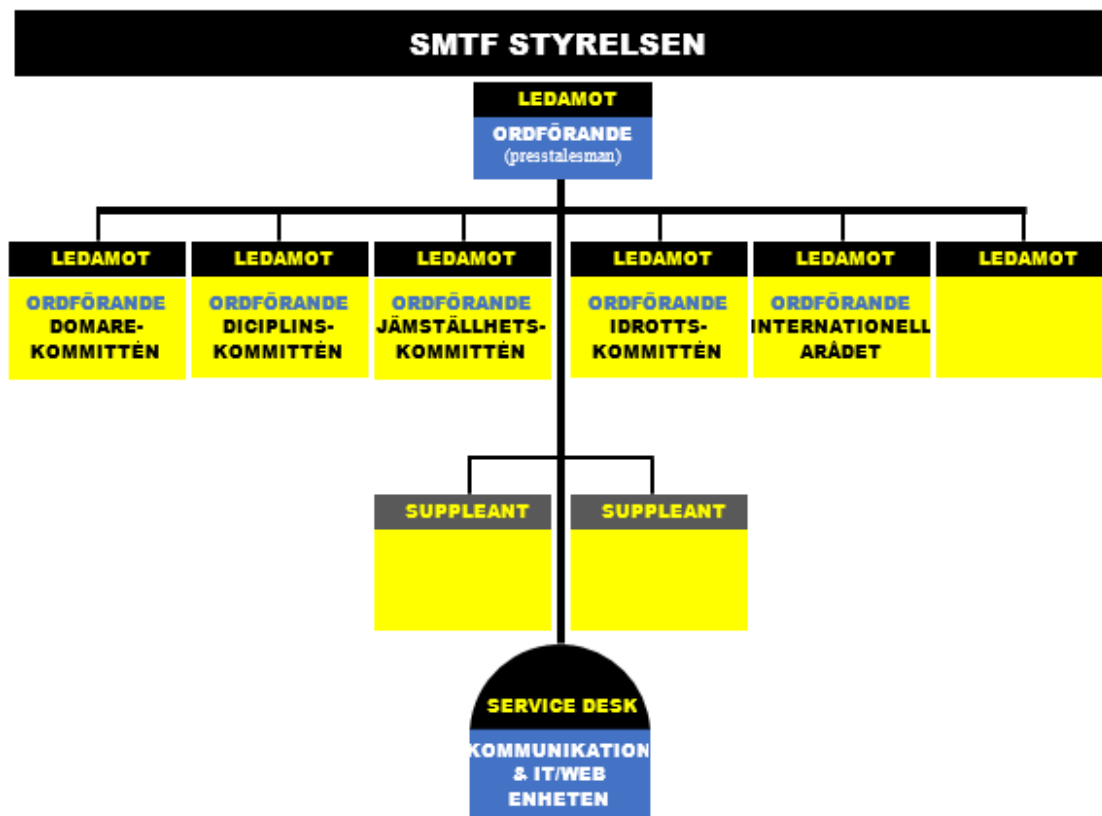 SMTF STYRELSEN
LEDAMOT
ORDFÖRANDE
(presstalesman)
LEDAMOT
ORDFÖRANDE
DOMARE-
KOMMITTÉN
LEDAMOT
ORDFÖRANDE
DICIPLINS-
KOMMITTÉN
LEDAMOT
ORDFÖRANDE
JÄMSTÄLLHETS-
KOMMITTÉN
LEDAMOT
ORDFÖRANDE
IDROTTS-
KOMMITTÉN
LEDAMOT
ORDFÖRANDE
INTERNATIONELL
ARÅDET
LEDAMOT
SUPPLEANT
SUPPLEANT
SERVICE DESK
KOMMUNIKATION
& IT/WEB
ENHETEN